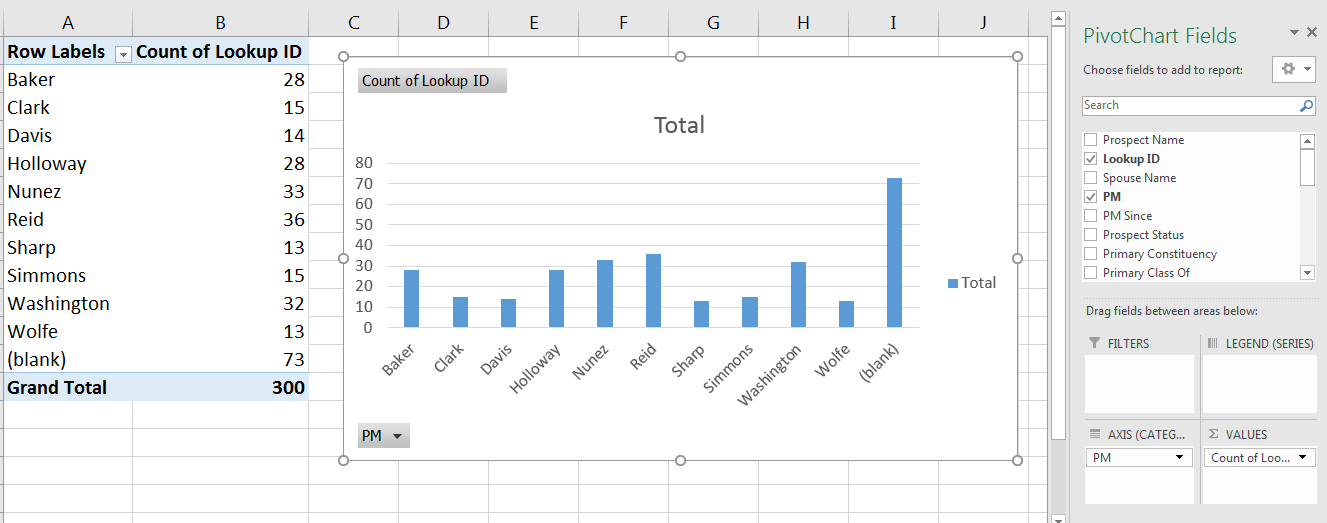 A B C D E F G H I J
Row Labels Count of Lookup ID
Baker 28
Clark 15
Davis 14
Holloway 28
Nunez 33
Reid 36
Sharp 13
Simmons 15
Washington 32
Wolfe 13
(blank) 73
Grand Total 300
Count of Lookup ID
Total
80
70
60
50
40
30
20
10
0
Baker Clark Davis Holloway Nunez Reid Sharp Simmons Washington Wolfe (blank)
Total
PM
PivotChart Fields
Choose fields to add to report:
Search
Prospect Name
Lookup ID
Spouse Name
PM
PM Since
Prospect Status
Primary Constituency
Primary Class Of
Drag fields between areas below:
FILTERS LEGEND (SERIES)
AXIS (CATEG... Σ VALUES
PM Count of Loo...